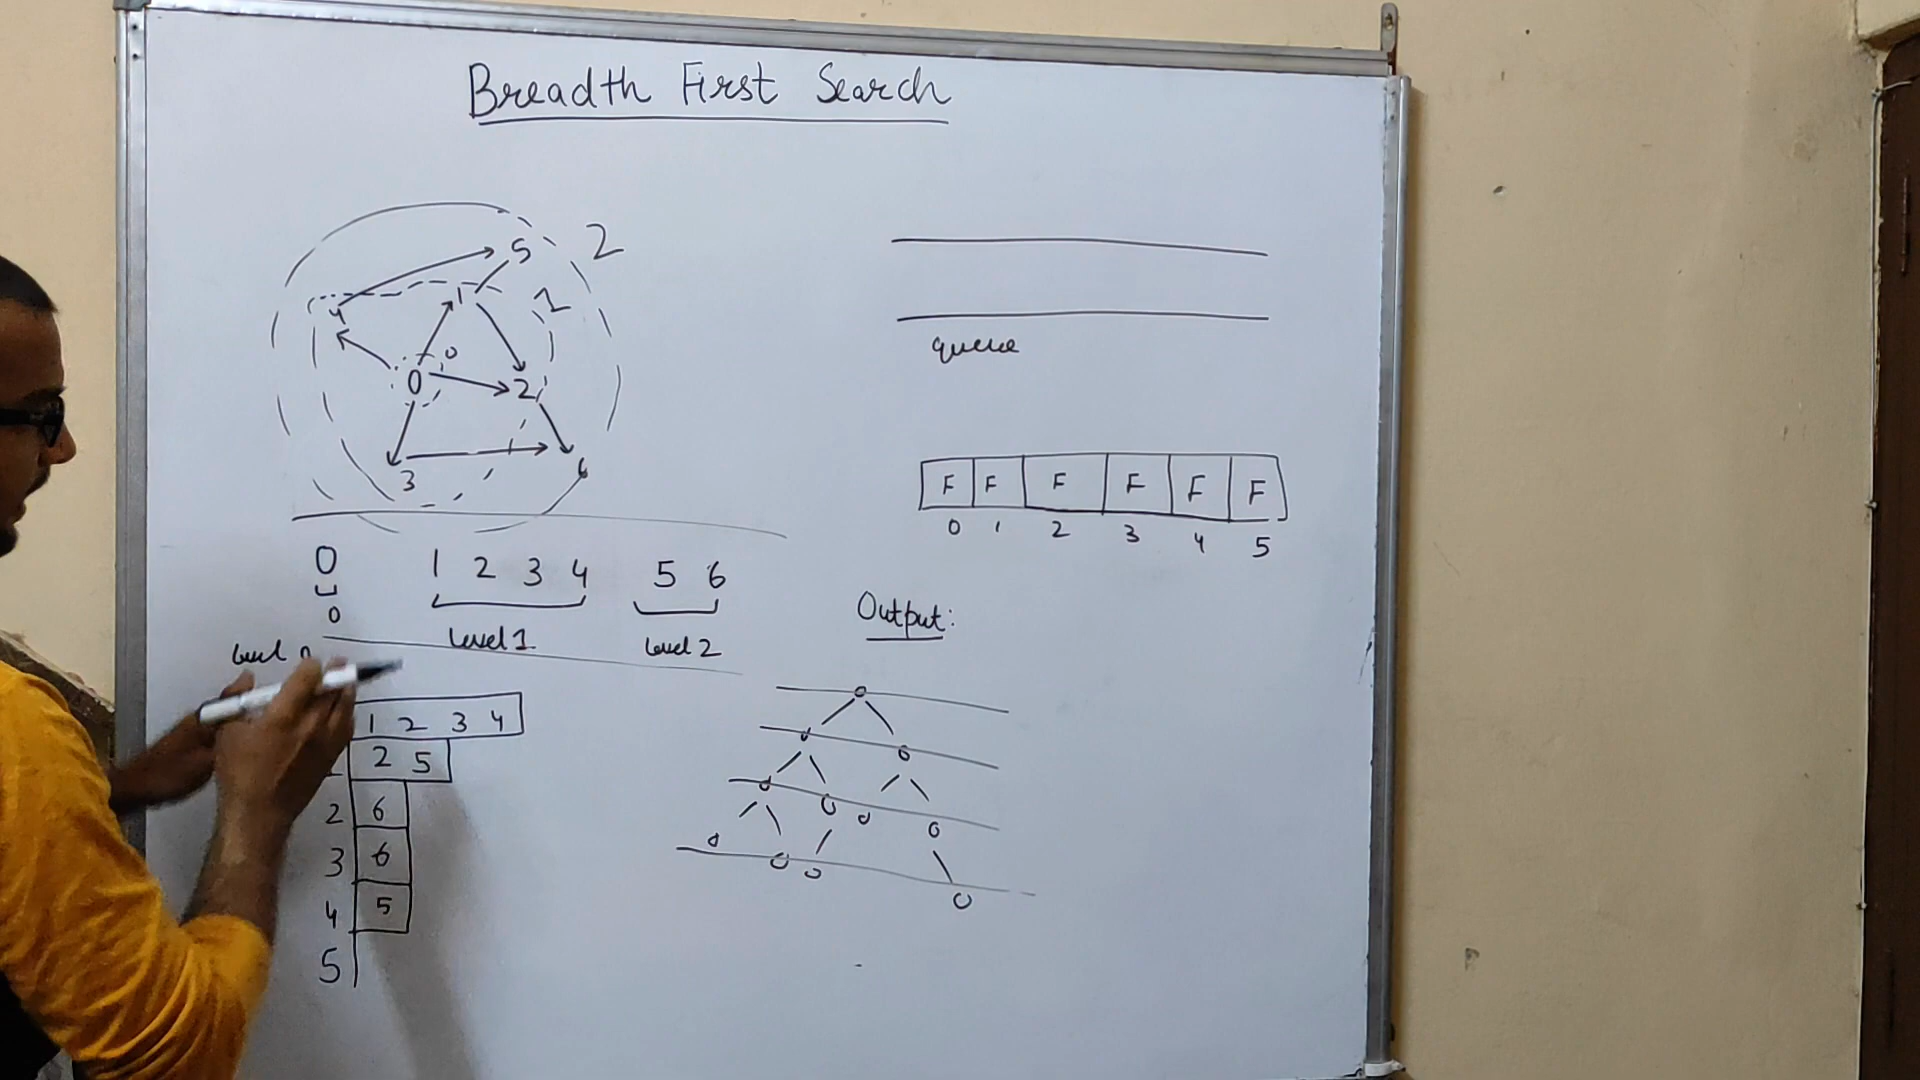 Breadth First Search
5 2
1 1
4
0
0 2
3 6
queue
F F F F F F
0 1 2 3 4 5
0 1 2 3 4 5 6
0
Level 1 Level 2
Output:
1 2 3 4
2 5
2 6
3 6
4 5
5